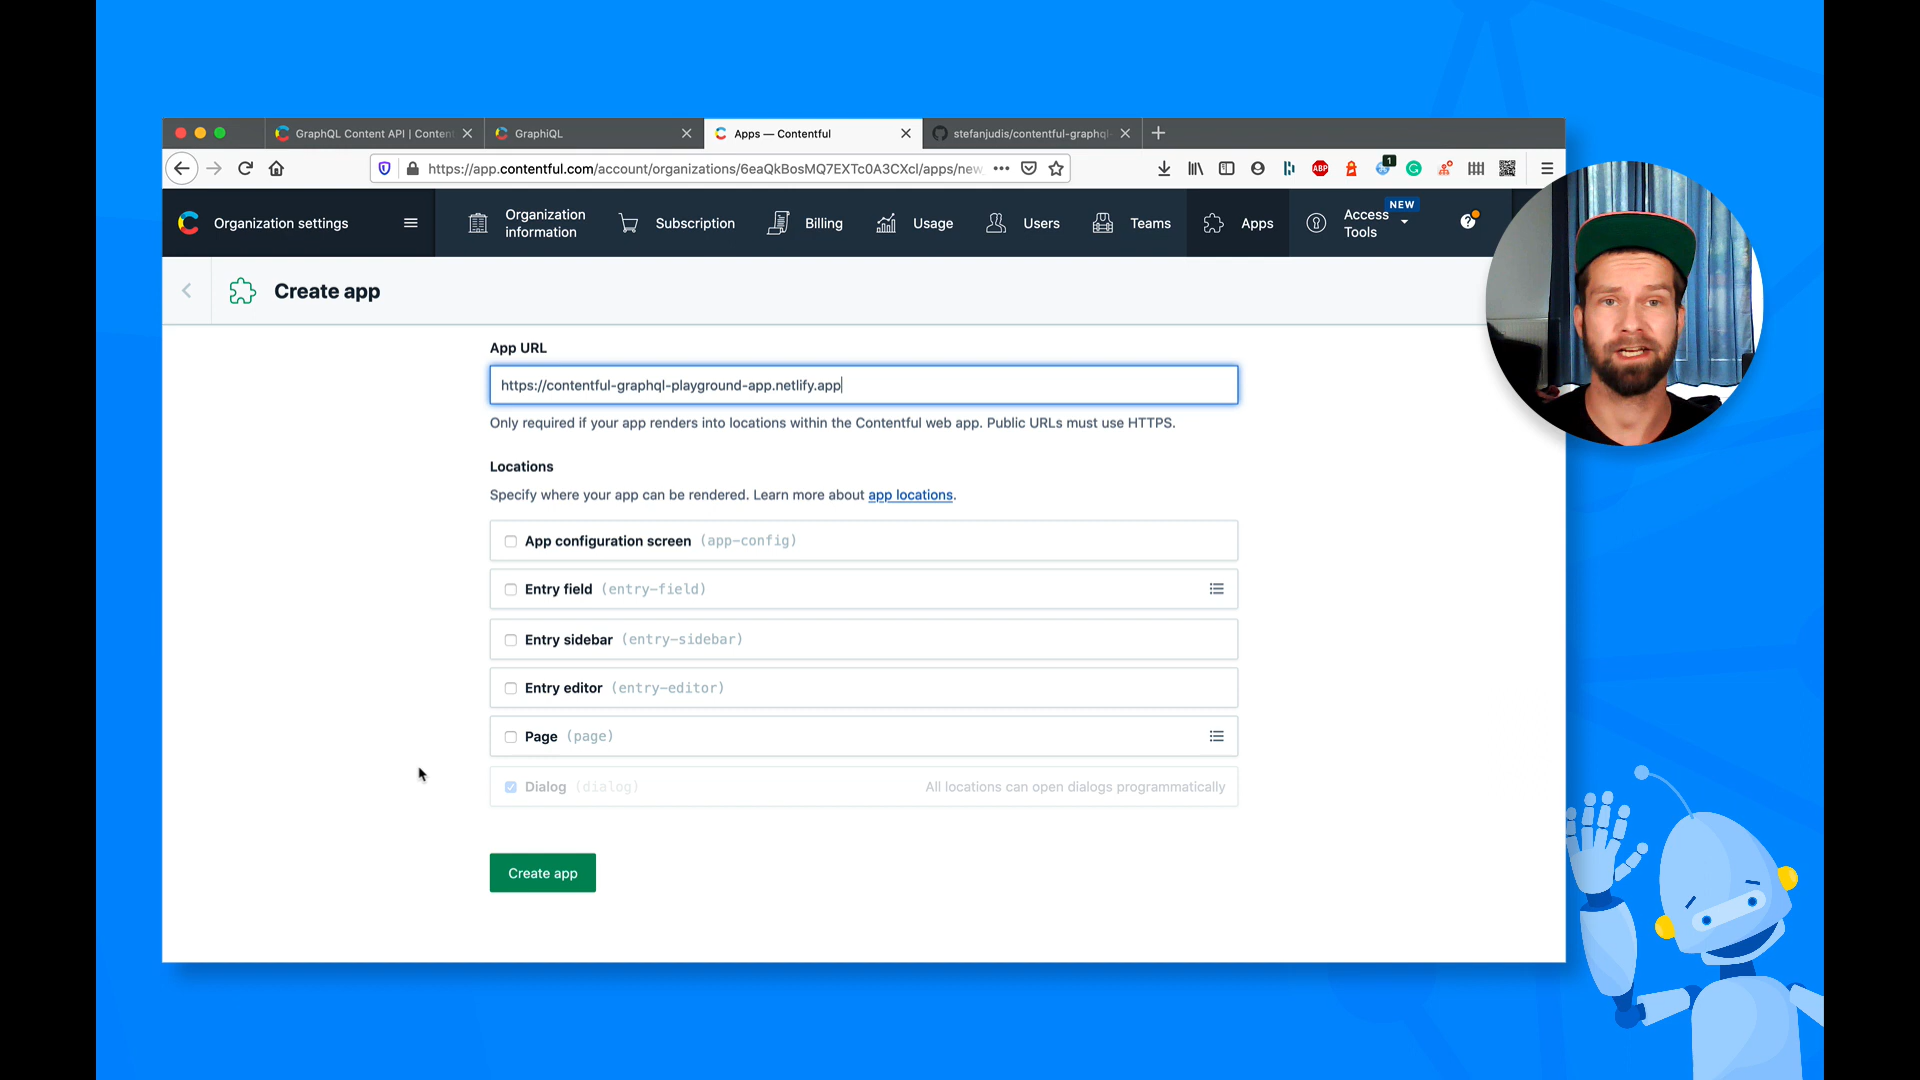 GraphQL Content API | Content
GraphiQL
Apps — Contentful
stefanjudis/contentful-graphql-
https://app.contentful.com/account/organizations/6eaQkBosMQ7EXTc0A3CXcl/apps/new
ABP
1
Organization settings
Organization
information
Subscription
Billing
Usage
Users
Teams
Apps
Access
Tools
NEW
Create app
App URL
https://contentful-graphql-playground-app.netlify.app
Only required if your app renders into locations within the Contentful web app. Public URLs must use HTTPS.
Locations
Specify where your app can be rendered. Learn more about app locations.
App configuration screen (app-config)
Entry field (entry-field)
Entry sidebar (entry-sidebar)
Entry editor (entry-editor)
Page (page)
Dialog (dialog) All locations can open dialogs programmatically
Create app